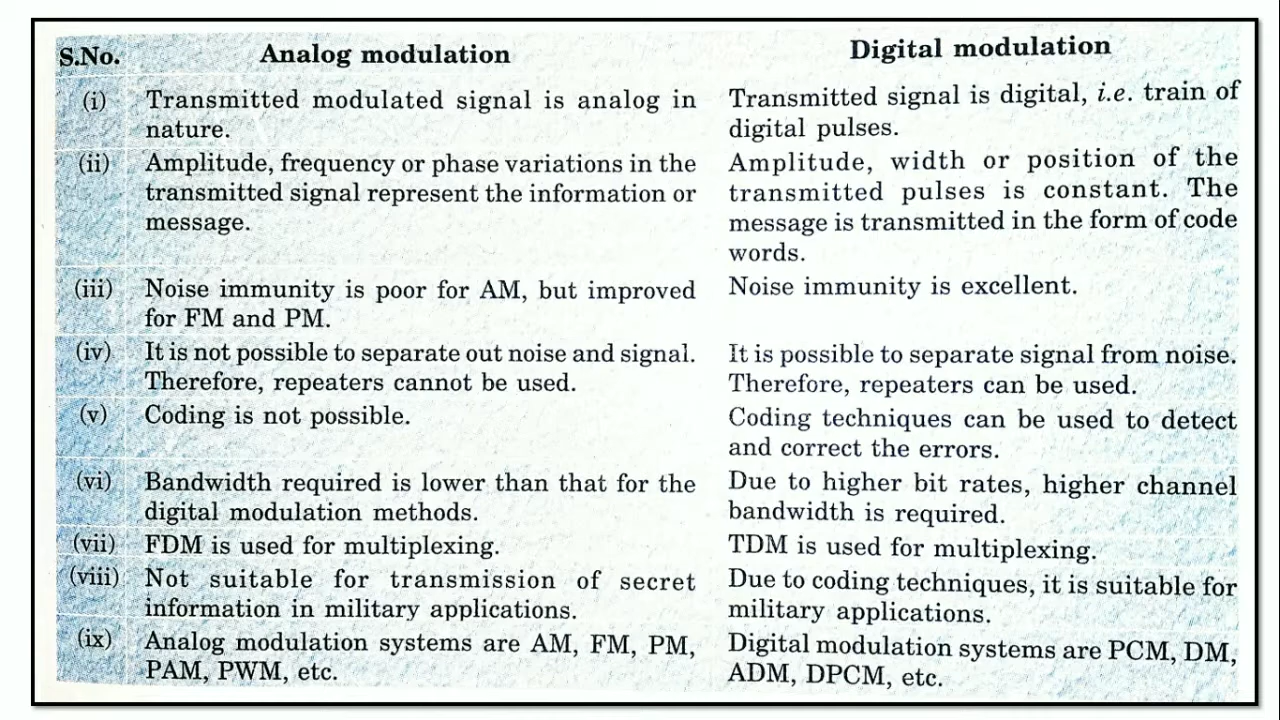 S.No. Analog modulation Digital modulation
(i) Transmitted modulated signal is analog in
nature.
Transmitted signal is digital, i.e. train of
digital pulses.
(ii) Amplitude, frequency or phase variations in the
transmitted signal represent the information or
message.
Amplitude, width or position of the
transmitted pulses is constant. The
message is transmitted in the form of code
words.
(iii) Noise immunity is poor for AM, but improved
for FM and PM.
Noise immunity is excellent.
(iv) It is not possible to separate out noise and signal.
Therefore, repeaters cannot be used.
It is possible to separate signal from noise.
Therefore, repeaters can be used.
(v) Coding is not possible.
Coding techniques can be used to detect
and correct the errors.
(vi) Bandwidth required is lower than that for the
digital modulation methods.
Due to higher bit rates, higher channel
bandwidth is required.
(vii) FDM is used for multiplexing.
TDM is used for multiplexing.
(viii) Not suitable for transmission of secret
information in military applications.
Due to coding techniques, it is suitable for
military applications.
(ix) Analog modulation systems are AM, FM, PM,
PAM, PWM, etc.
Digital modulation systems are PCM, DM,
ADM, DPCM, etc.